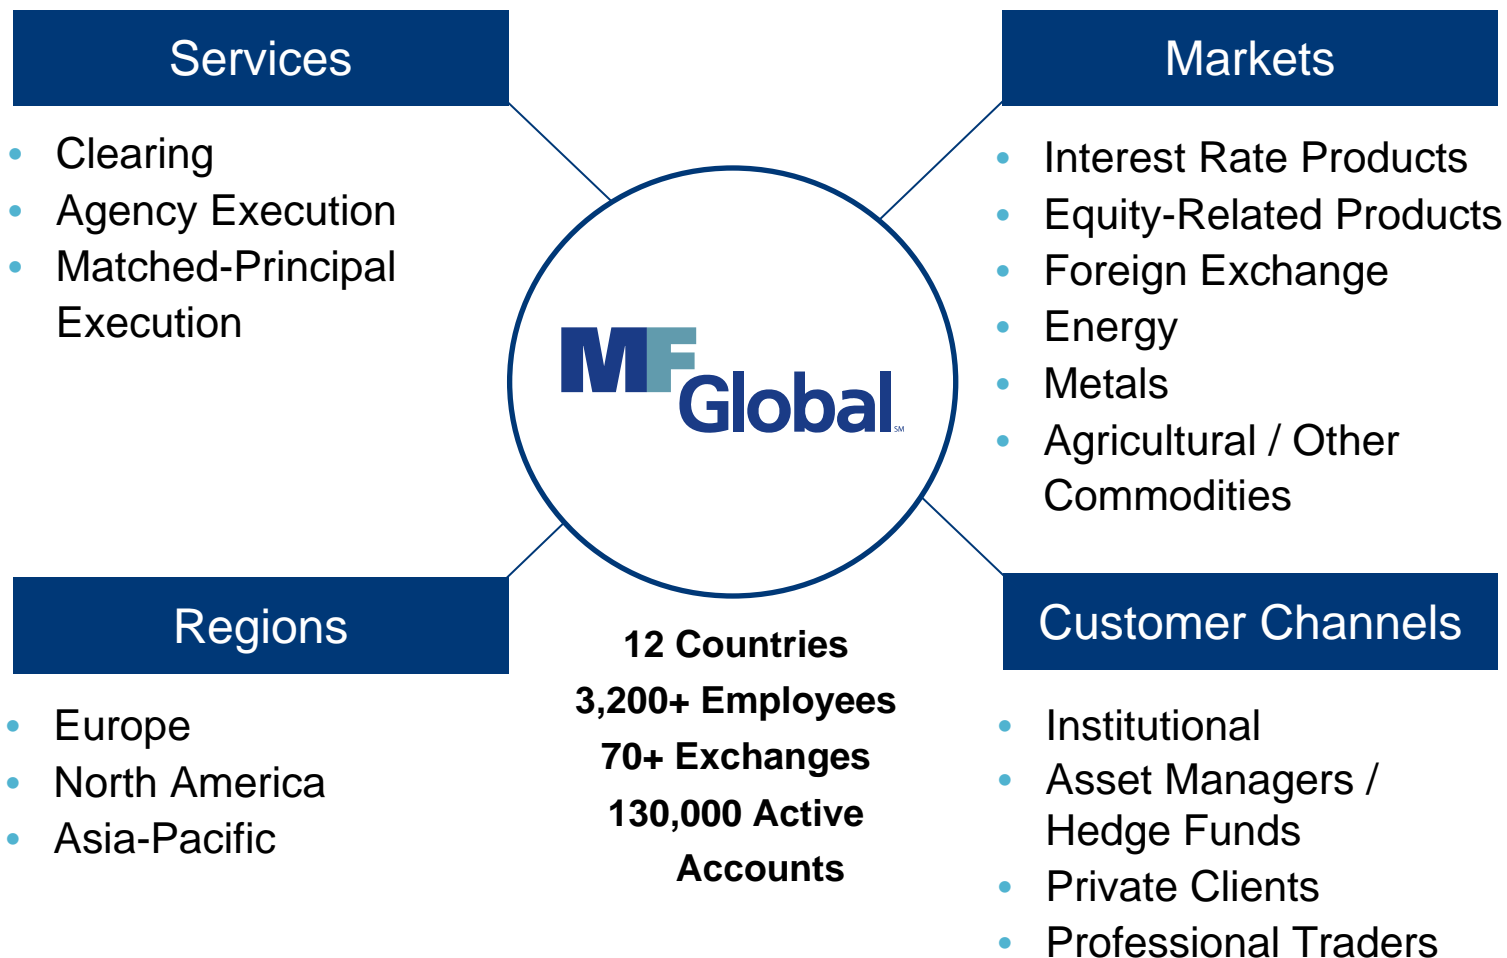 Services
• Clearing
• Agency Execution
• Matched-Principal
Execution
Markets
• Interest Rate Products
• Equity-Related Products
• Foreign Exchange
• Energy
• Metals
• Agricultural / Other
Commodities
MF
Global SM
Regions
• Europe
• North America
• Asia-Pacific
12 Countries
3,200+ Employees
70+ Exchanges
130,000 Active
Accounts
Customer Channels
• Institutional
• Asset Managers /
Hedge Funds
• Private Clients
• Professional Traders